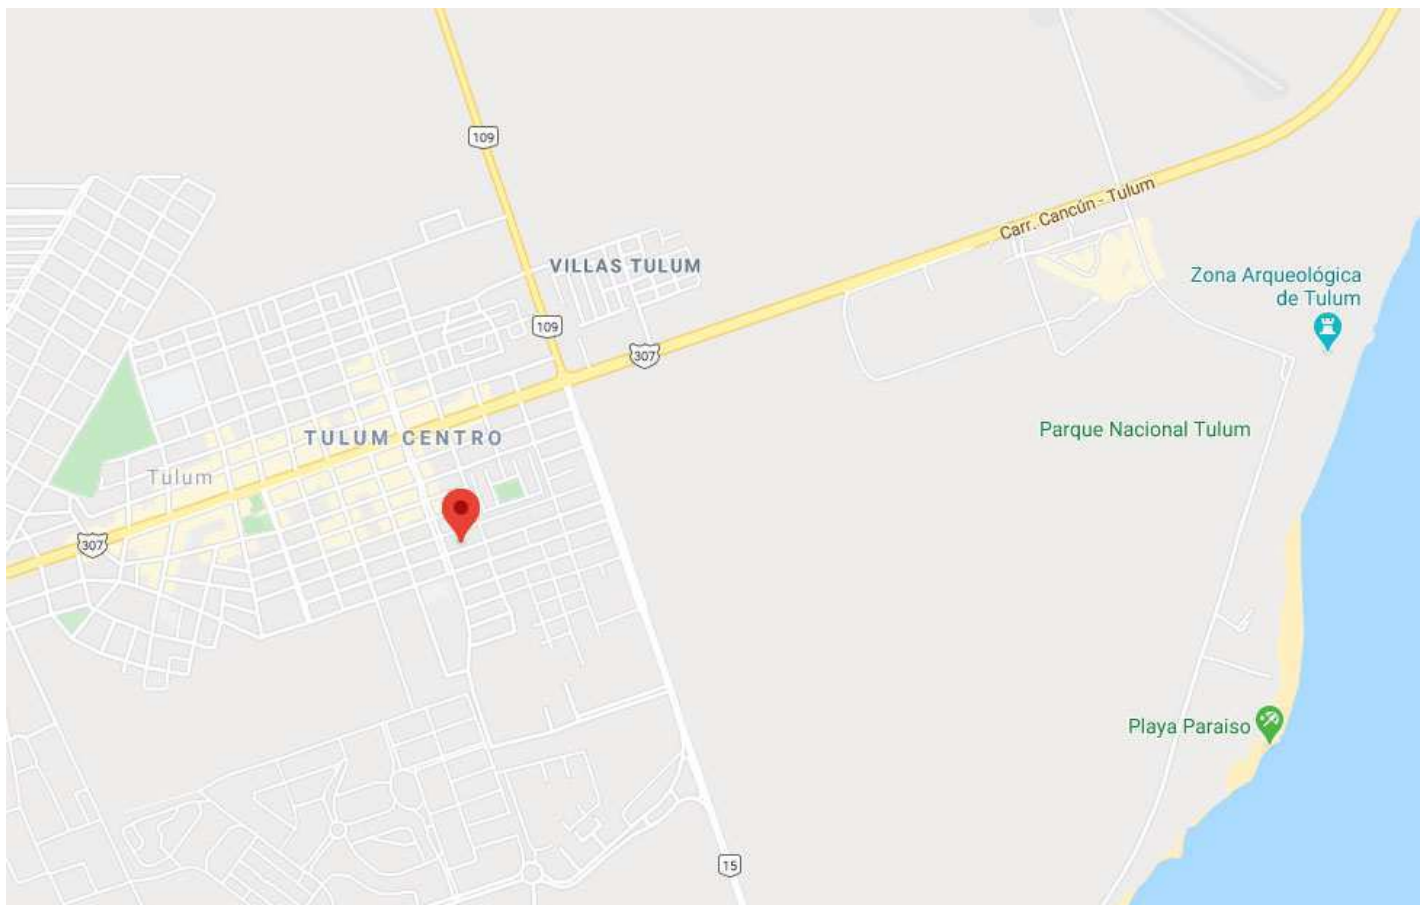 109
Carr. Cancún - Tulum
VILLAS TULUM
Zona Arqueológica
de Tulum
109
307
TULUM CENTRO
Parque Nacional Tulum
Tulum
307
Playa Paraiso
15